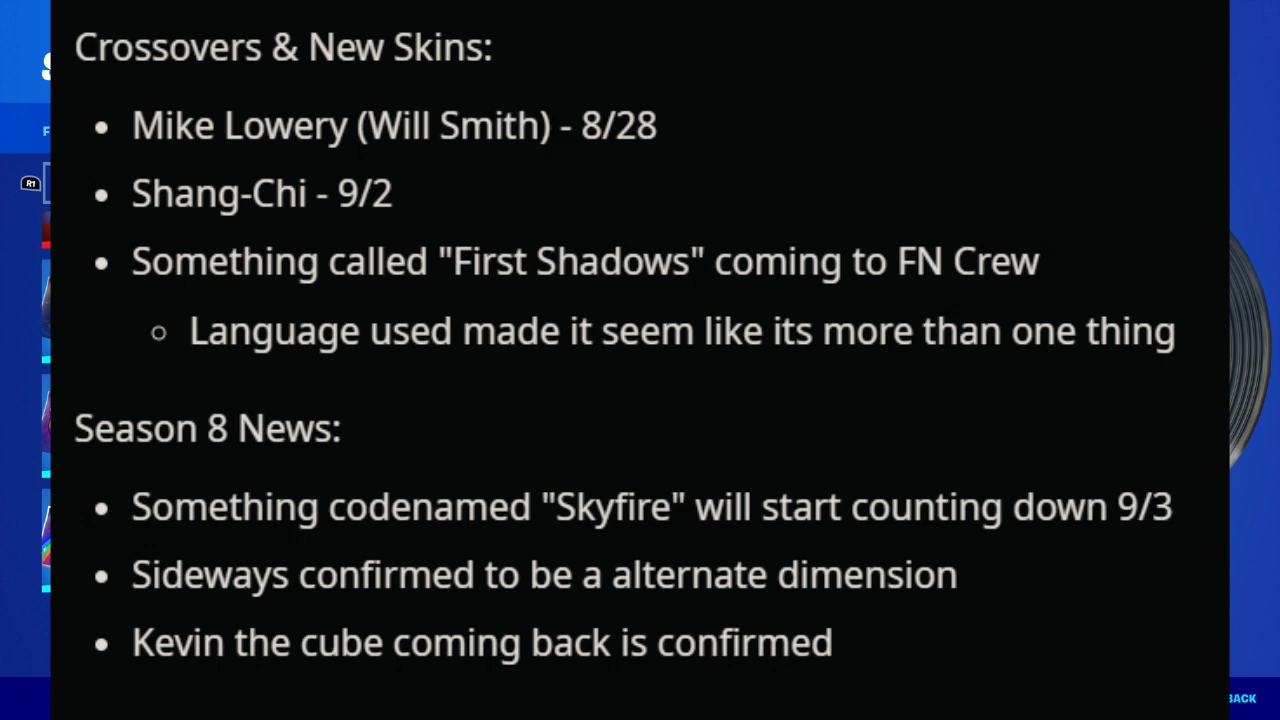 Crossovers & New Skins:
Mike Lowery (Will Smith) - 8/28
Shang-Chi - 9/2
Something called "First Shadows" coming to FN Crew
Language used made it seem like its more than one thing
Season 8 News:
Something codenamed "Skyfire" will start counting down 9/3
Sideways confirmed to be a alternate dimension
Kevin the cube coming back is confirmed
R1
BACK